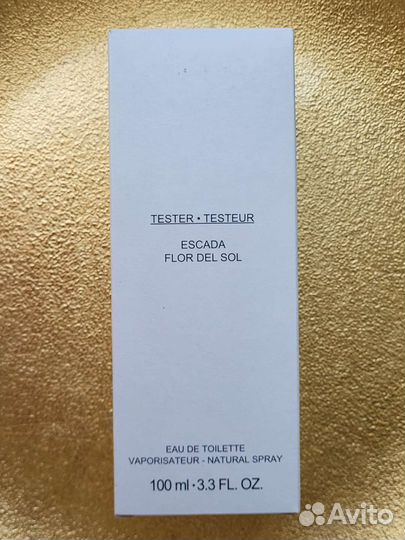 TESTER • TESTEUR
ESCADA
FLOR DEL SOL
EAU DE TOILETTE
VAPORISATEUR - NATURAL SPRAY
100 ml • 3.3 FL. OZ.
Avito